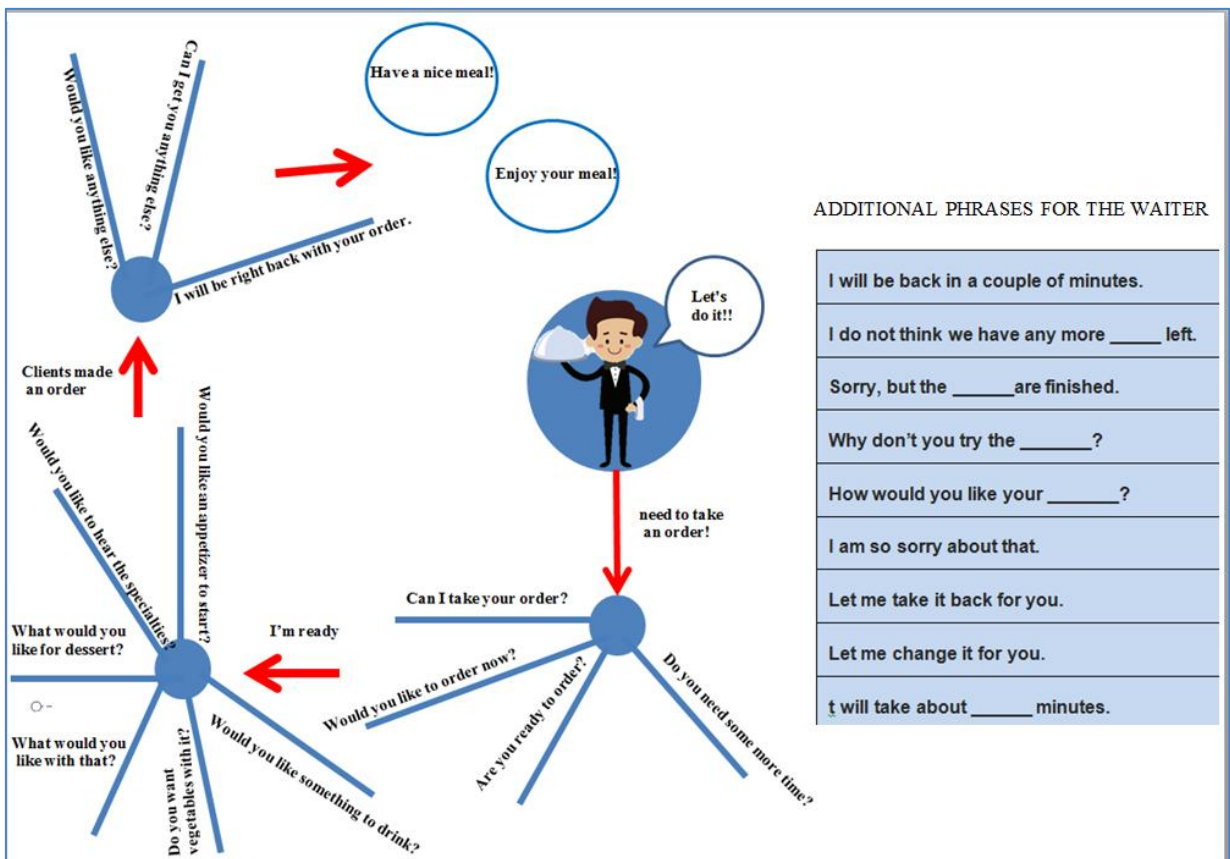 Would you like anything else?
Can I get you anything else?
I will be right back with your order.
Have a nice meal!
Enjoy your meal!
Let's
do it!!
need to take
an order!
Can I take your order?
Would you like to order now?
Are you ready to order?
Do you need some more time?
I'm ready
Would you like an appetizer to start?
Would you like to hear the specialties?
What would you
like for dessert?
What would you
like with that?
Do you want
vegetables with it?
Would you like something to drink?
Clients made
an order
ADDITIONAL PHRASES FOR THE WAITER
I will be back in a couple of minutes.
I do not think we have any more _____ left.
Sorry, but the ______are finished.
Why don't you try the _______?
How would you like your _______?
I am so sorry about that.
Let me take it back for you.
Let me change it for you.
t will take about ______ minutes.